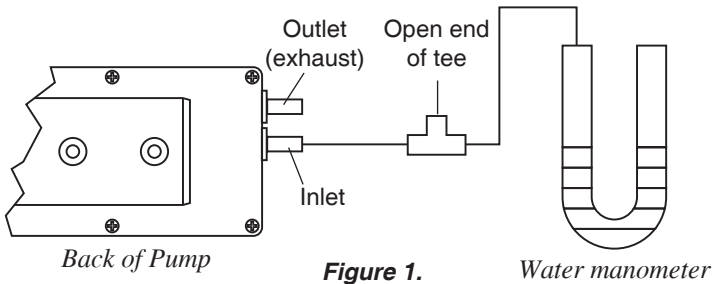 Outlet
(exhaust)
Open end
of tee
Inlet
Back of Pump
Figure 1.
Water manometer